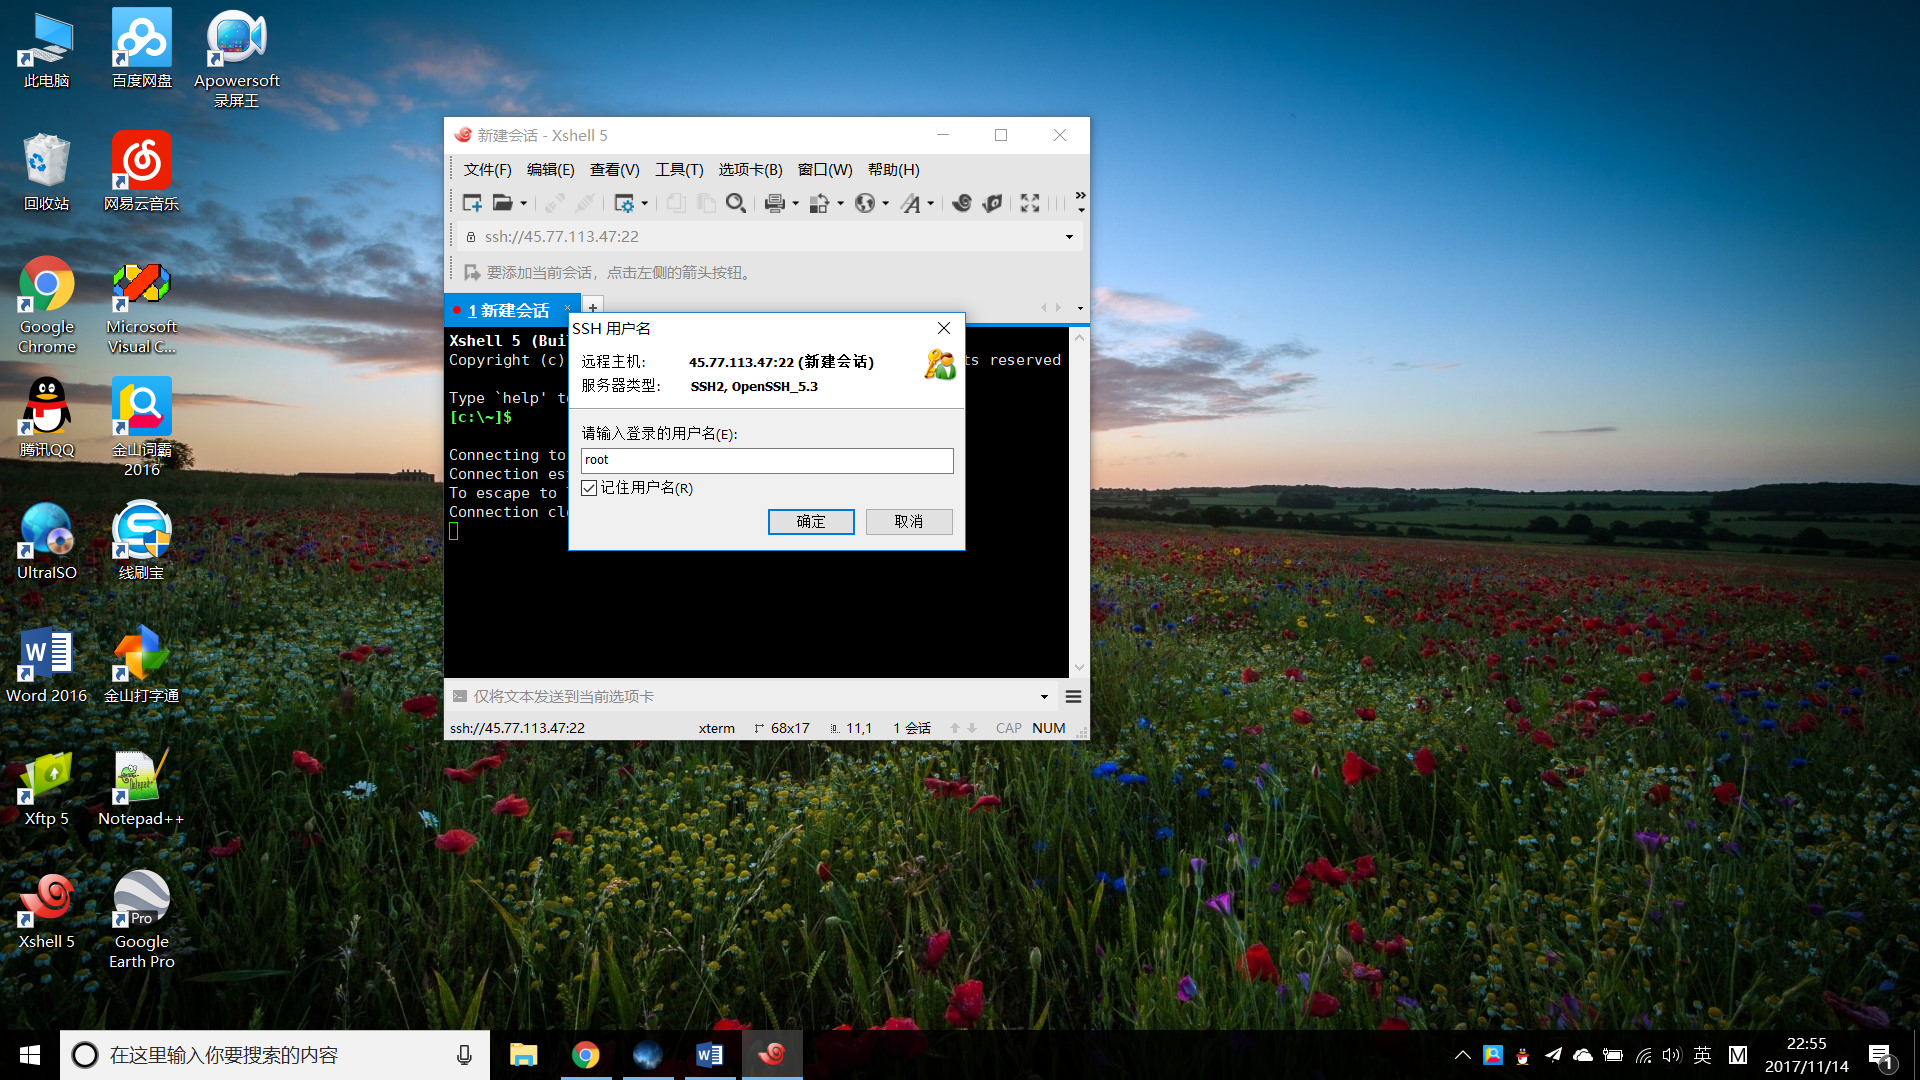 此电脑
百度网盘
Apowersoft
录屏王
回收站
网易云音乐
Google
Chrome
Microsoft
Visual C...
腾讯QQ
金山词霸
2016
UltraISO
线刷宝
Word 2016
金山打字通
Xftp 5
Notepad++
Xshell 5
Pro
Google
Earth Pro
新建会话 - Xshell 5
文件(F) 编辑(E) 查看(V) 工具(T) 选项卡(B) 窗口(W) 帮助(H)
ssh://45.77.113.47:22
要添加当前会话，点击左侧的箭头按钮。
1 新建会话
Xshell 5 (Bui
Copyright (c) ts reserved
Type `help' to
[c:\~]$
Connecting to
Connection es
To escape to
Connection clo
SSH 用户名
远程主机: 45.77.113.47:22 (新建会话)
服务器类型: SSH2, OpenSSH_5.3
请输入登录的用户名(E):
root
记住用户名(R)
确定 取消
仅将文本发送到当前选项卡
ssh://45.77.113.47:22 xterm 68x17 11,1 1 会话 CAP NUM
在这里输入你要搜索的内容
英
M
22:55
2017/11/14
1